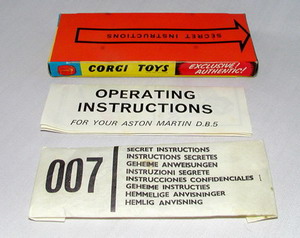 SECRET INSTRUCTIONS
CORGI TOYS
EXCLUSIVE!
AUTHENTIC!
OPERATING
INSTRUCTIONS
FOR YOUR ASTON MARTIN D.B.5
007
SECRET INSTRUCTIONS
INSTRUCTIONS SECRETES
GEHEIME ANWEISUNGEN
INSTRUZIONI SEGRETE
INSTRUCCIONES CONFIDENCIALES
GEHEIME INSTRUCTIES
HEMMELIGE ANVISNINGER
HEMLIG ANVISNING